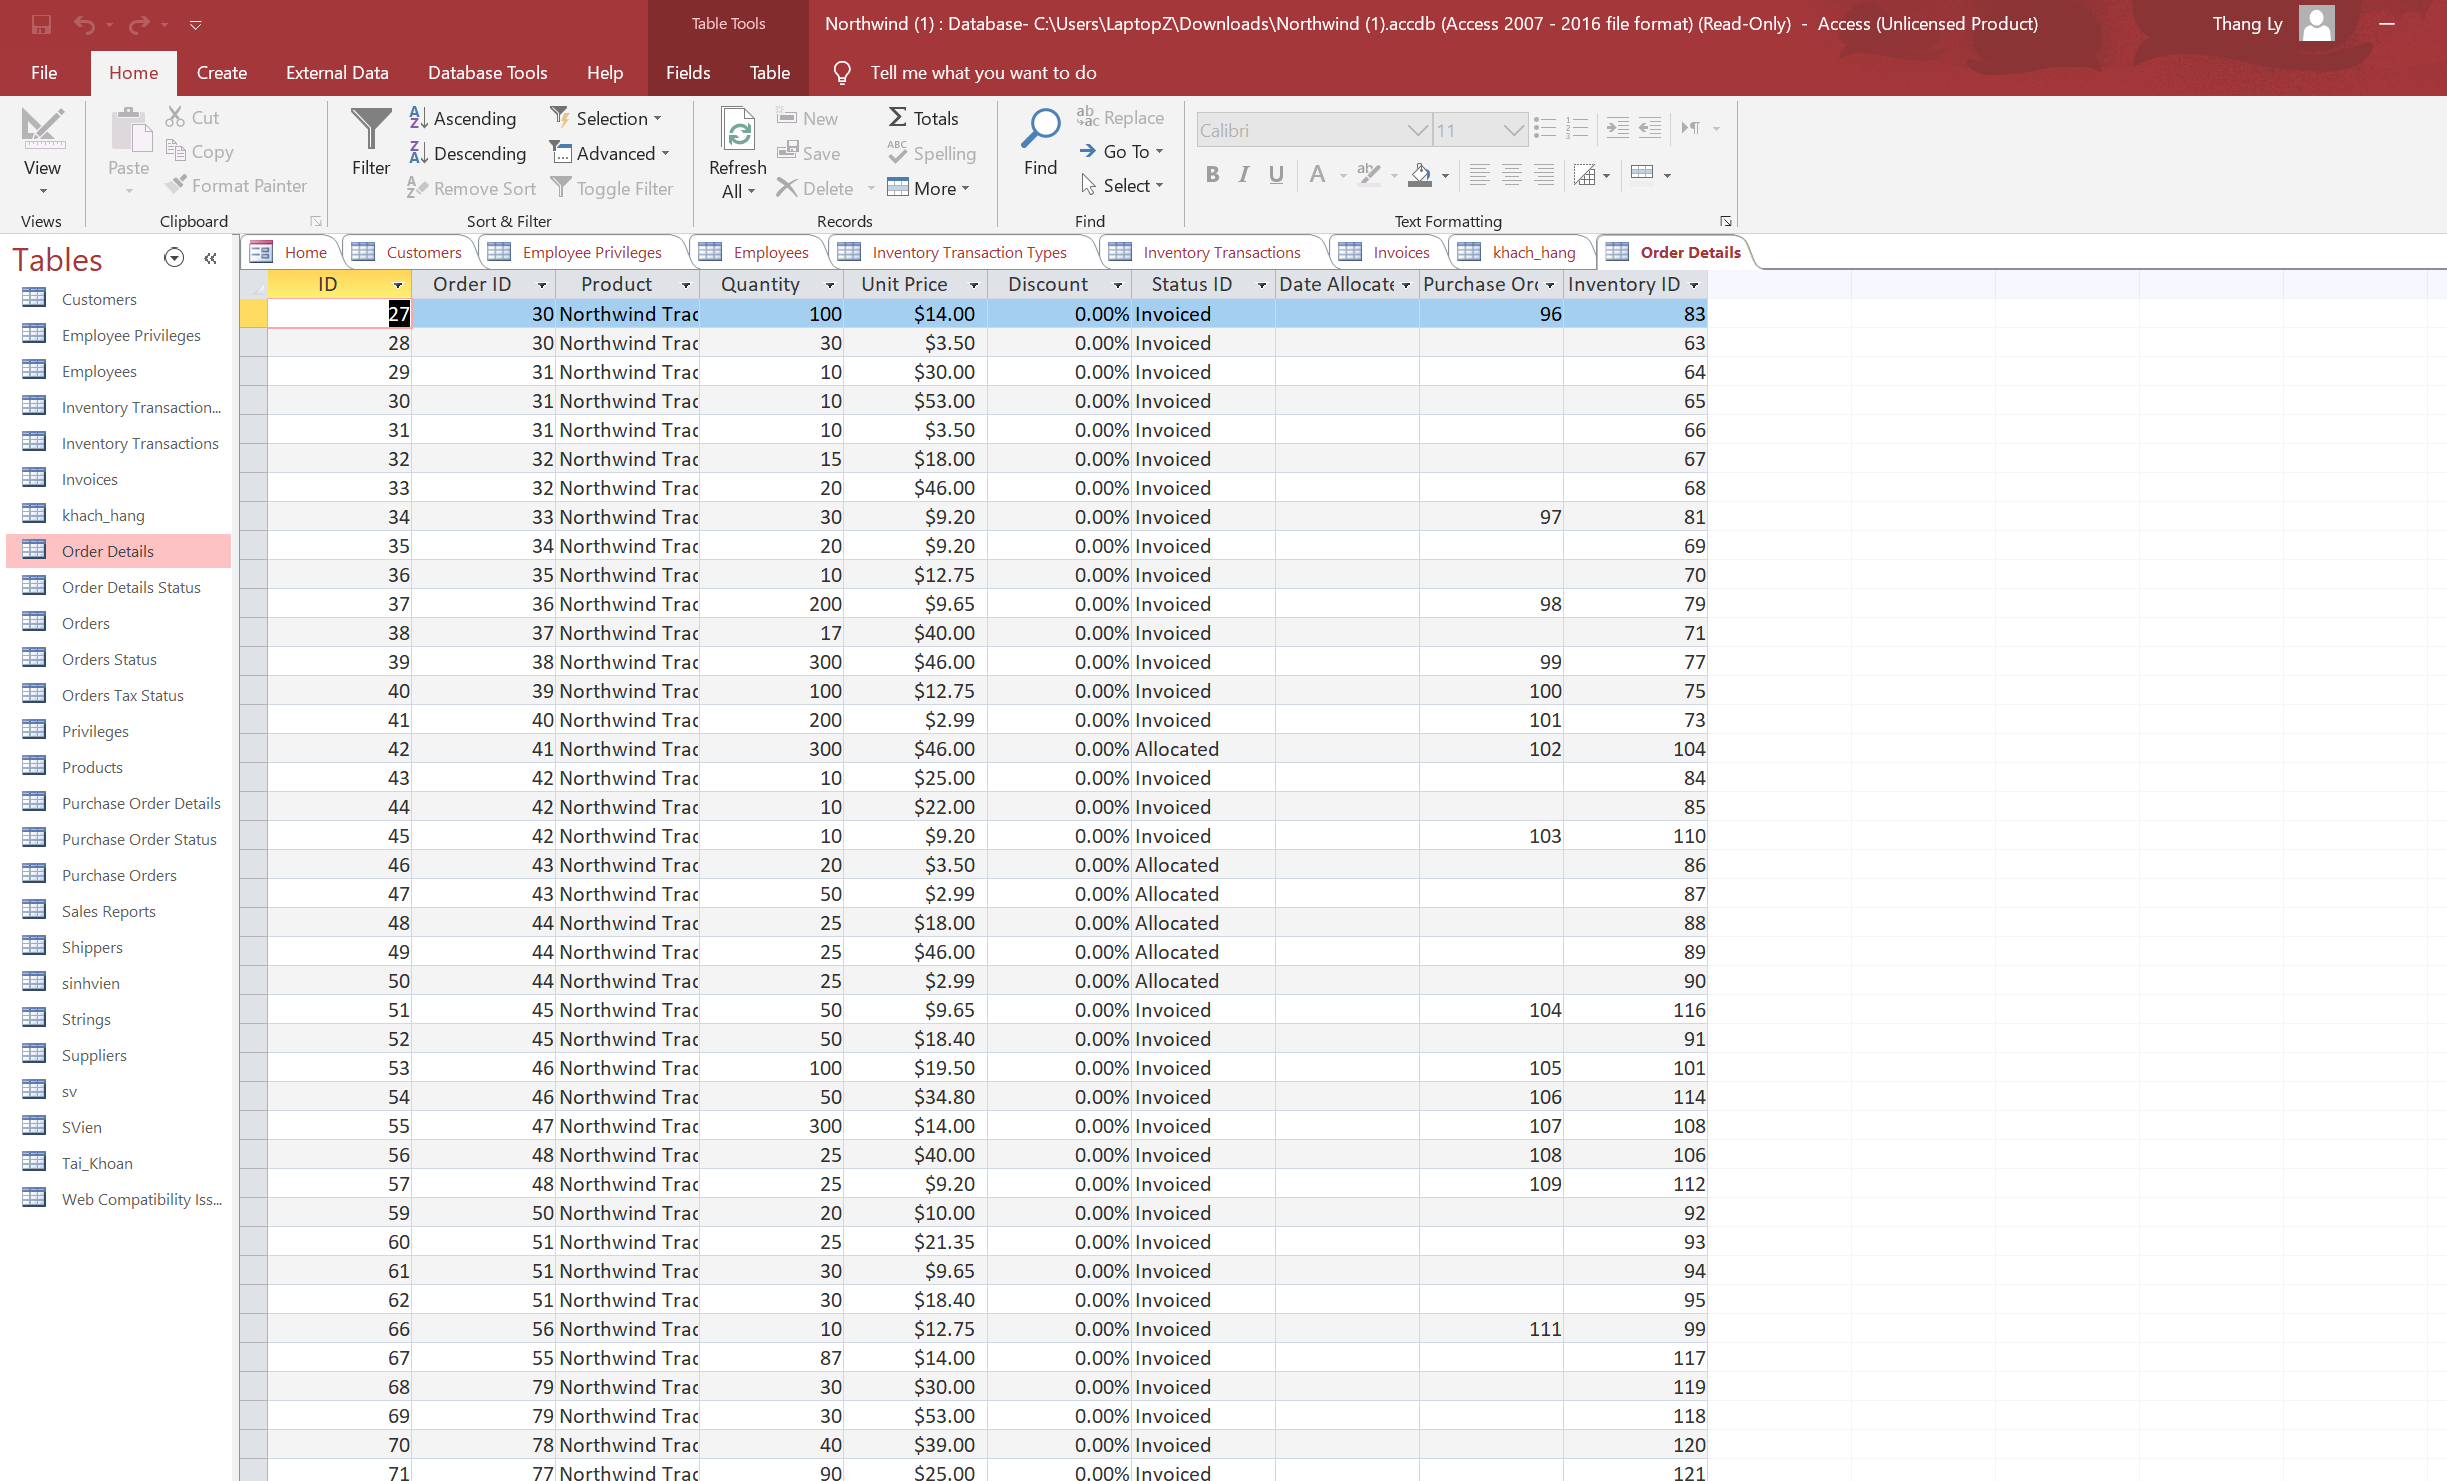 Table Tools
Northwind (1) : Database- C:\Users\LaptopZ\Downloads\Northwind (1).accdb (Access 2007 - 2016 file format) (Read-Only) - Access (Unlicensed Product)
Thang Ly
File Home Create External Data Database Tools Help Fields Table Tell me what you want to do
View
Views
Paste
Cut
Copy
Format Painter
Clipboard
Filter
Ascending
Descending
Remove Sort
Selection
Advanced
Toggle Filter
Sort & Filter
Refresh
All
New
Save
Delete
Totals
Spelling
More
Records
Find
Replace
Go To
Select
Find
Calibri
11
B I U A
Text Formatting
Tables
Customers
Employee Privileges
Employees
Inventory Transaction...
Inventory Transactions
Invoices
khach_hang
Order Details
Order Details Status
Orders
Orders Status
Orders Tax Status
Privileges
Products
Purchase Order Details
Purchase Order Status
Purchase Orders
Sales Reports
Shippers
sinhvien
Strings
Suppliers
sv
SVien
Tai_Khoan
Web Compatibility Iss...
Home Customers Employee Privileges Employees Inventory Transaction Types Inventory Transactions Invoices khach_hang Order Details
ID Order ID Product Quantity Unit Price Discount Status ID Date Allocate Purchase Orc Inventory ID
27 30 Northwind Trac 100 $14.00 0.00% Invoiced 96 83
28 30 Northwind Trac 30 $3.50 0.00% Invoiced 63
29 31 Northwind Trac 10 $30.00 0.00% Invoiced 64
30 31 Northwind Trac 10 $53.00 0.00% Invoiced 65
31 31 Northwind Trac 10 $3.50 0.00% Invoiced 66
32 32 Northwind Trac 15 $18.00 0.00% Invoiced 67
33 32 Northwind Trac 20 $46.00 0.00% Invoiced 68
34 33 Northwind Trac 30 $9.20 0.00% Invoiced 97 81
35 34 Northwind Trac 20 $9.20 0.00% Invoiced 69
36 35 Northwind Trac 10 $12.75 0.00% Invoiced 70
37 36 Northwind Trac 200 $9.65 0.00% Invoiced 98 79
38 37 Northwind Trac 17 $40.00 0.00% Invoiced 71
39 38 Northwind Trac 300 $46.00 0.00% Invoiced 99 77
40 39 Northwind Trac 100 $12.75 0.00% Invoiced 100 75
41 40 Northwind Trac 200 $2.99 0.00% Invoiced 101 73
42 41 Northwind Trac 300 $46.00 0.00% Allocated 102 104
43 42 Northwind Trac 10 $25.00 0.00% Invoiced 84
44 42 Northwind Trac 10 $22.00 0.00% Invoiced 85
45 42 Northwind Trac 10 $9.20 0.00% Invoiced 103 110
46 43 Northwind Trac 20 $3.50 0.00% Allocated 86
47 43 Northwind Trac 50 $2.99 0.00% Allocated 87
48 44 Northwind Trac 25 $18.00 0.00% Allocated 88
49 44 Northwind Trac 25 $46.00 0.00% Allocated 89
50 44 Northwind Trac 25 $2.99 0.00% Allocated 90
51 45 Northwind Trac 50 $9.65 0.00% Invoiced 104 116
52 45 Northwind Trac 50 $18.40 0.00% Invoiced 91
53 46 Northwind Trac 100 $19.50 0.00% Invoiced 105 101
54 46 Northwind Trac 50 $34.80 0.00% Invoiced 106 114
55 47 Northwind Trac 300 $14.00 0.00% Invoiced 107 108
56 48 Northwind Trac 25 $40.00 0.00% Invoiced 108 106
57 48 Northwind Trac 25 $9.20 0.00% Invoiced 109 112
59 50 Northwind Trac 20 $10.00 0.00% Invoiced 92
60 51 Northwind Trac 25 $21.35 0.00% Invoiced 93
61 51 Northwind Trac 30 $9.65 0.00% Invoiced 94
62 51 Northwind Trac 30 $18.40 0.00% Invoiced 95
66 56 Northwind Trac 10 $12.75 0.00% Invoiced 111 99
67 55 Northwind Trac 87 $14.00 0.00% Invoiced 117
68 79 Northwind Trac 30 $30.00 0.00% Invoiced 119
69 79 Northwind Trac 30 $53.00 0.00% Invoiced 118
70 78 Northwind Trac 40 $39.00 0.00% Invoiced 120
71 77 Northwind Trac 90 $25.00 0.00% Invoiced 121